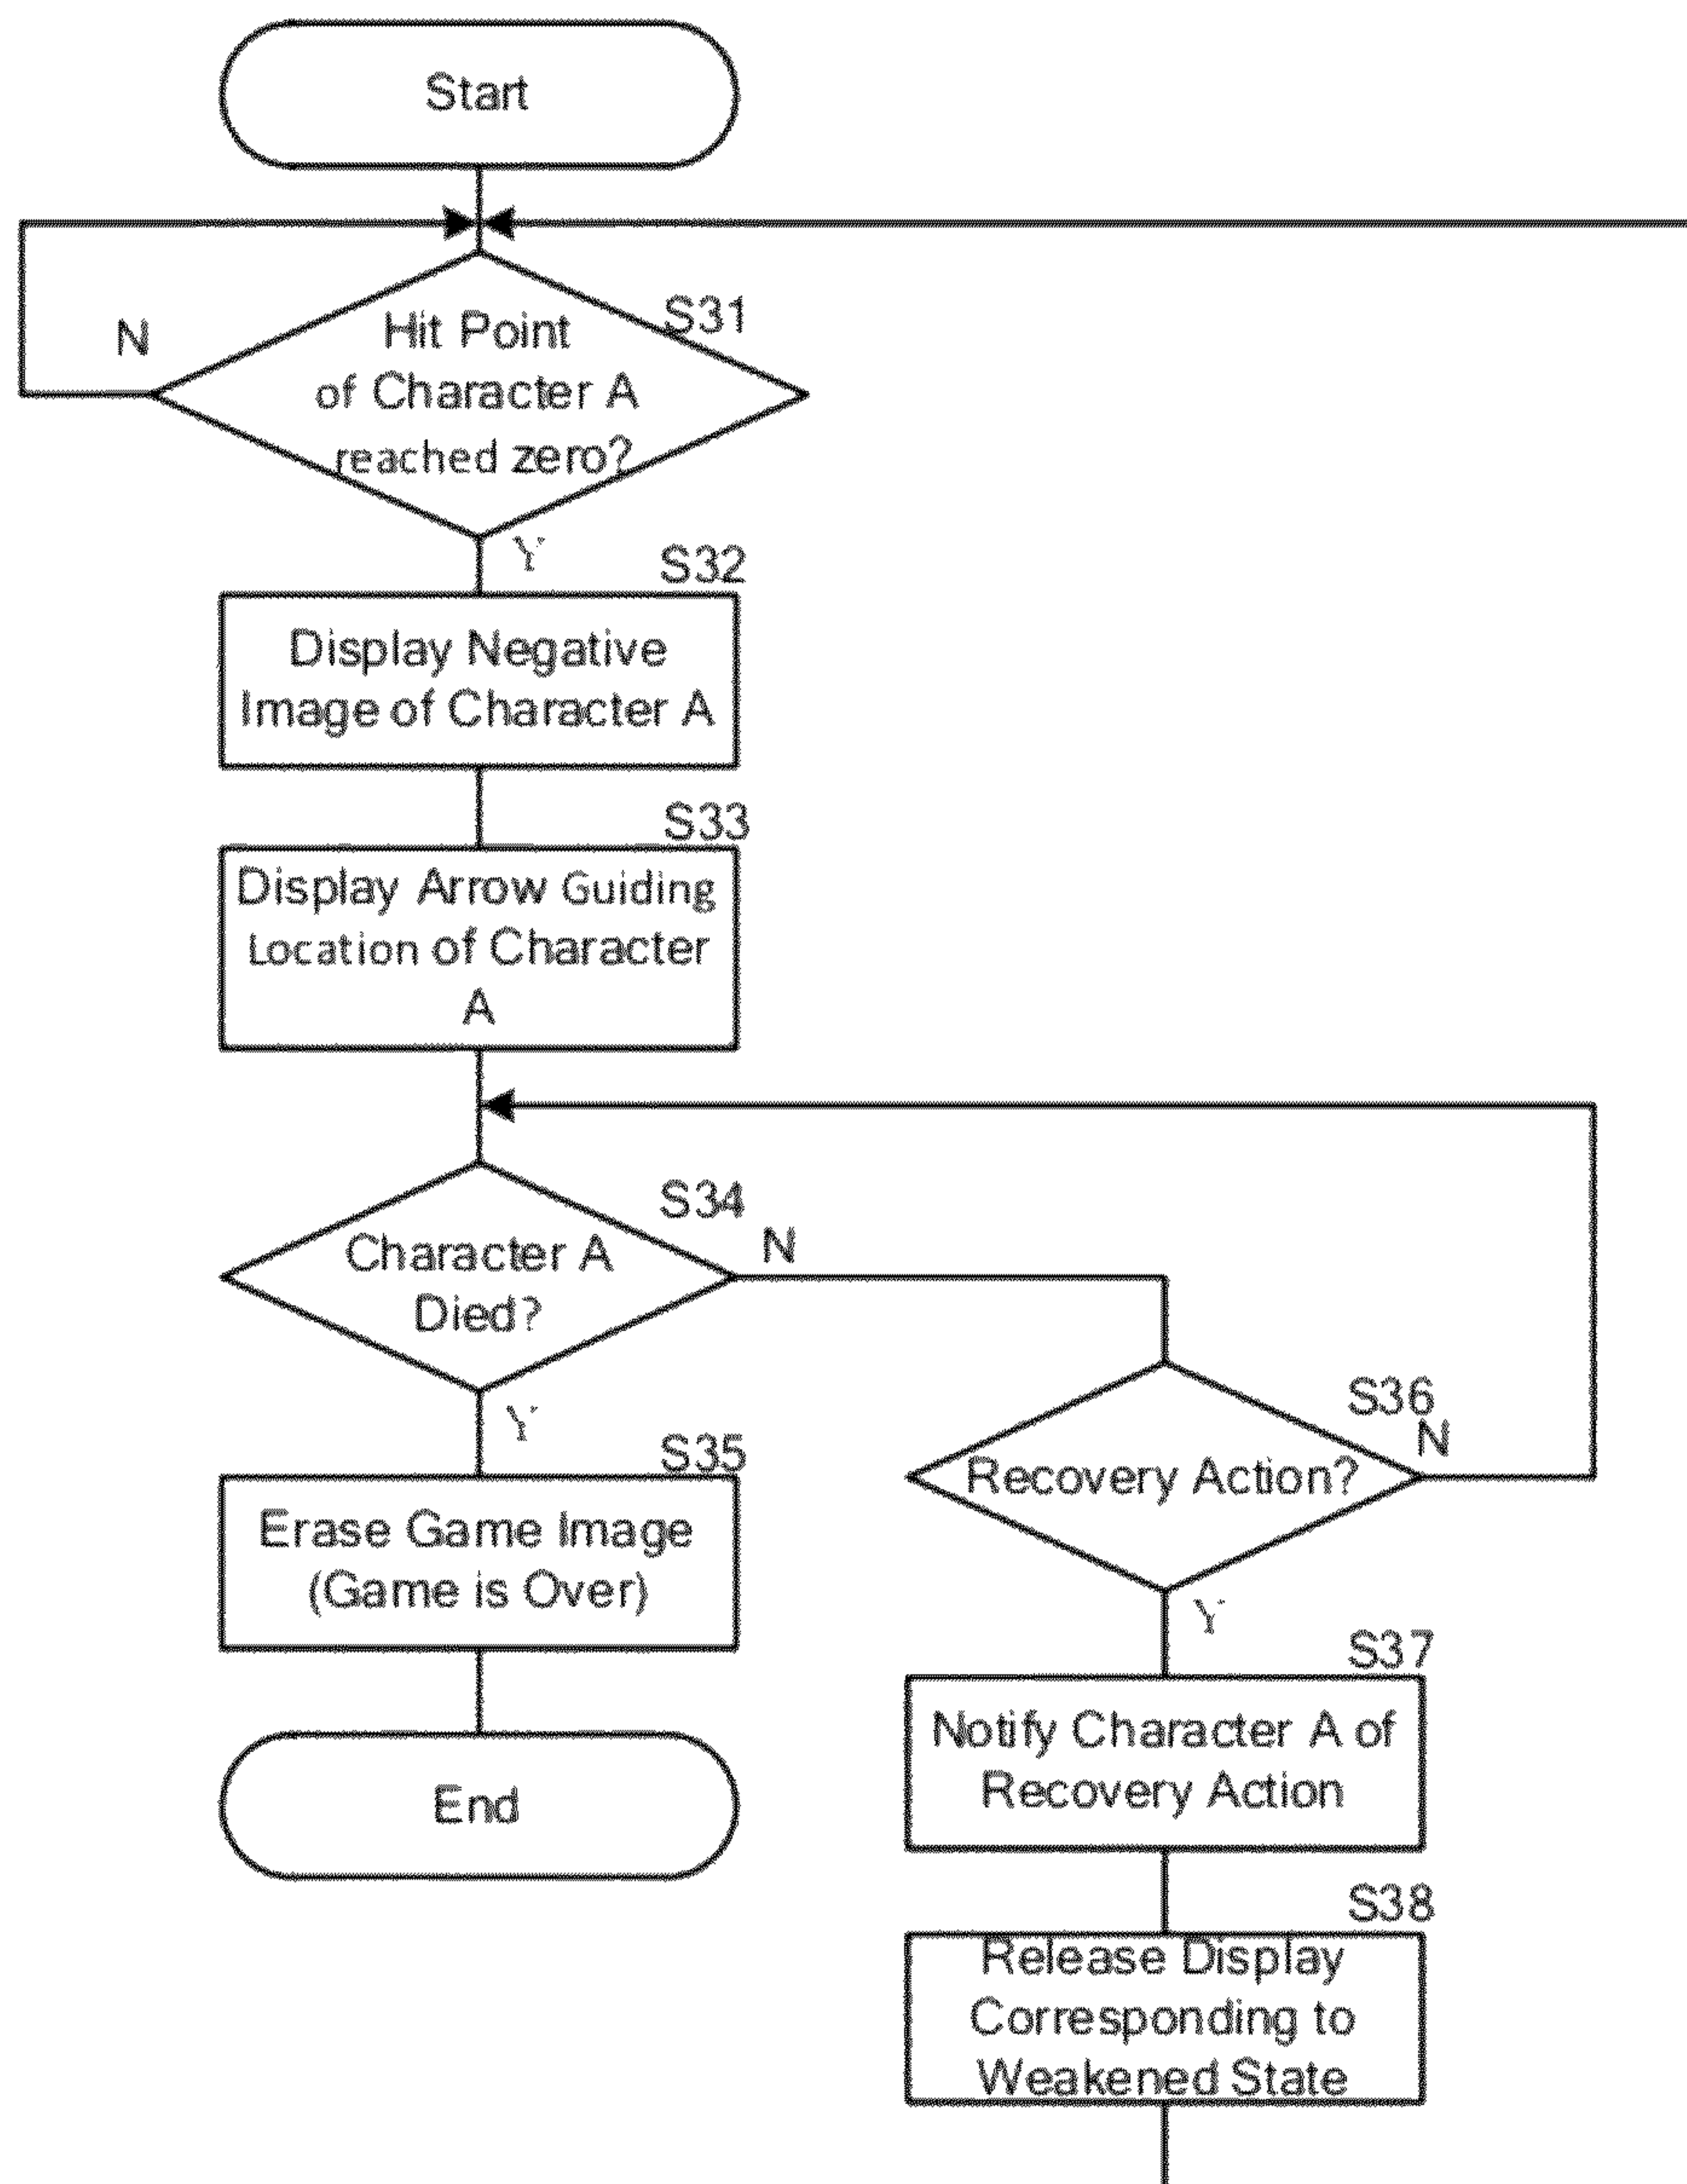 Start
N
S31
Hit Point
of Character A
reached zero?
Y
S32
Display Negative
Image of Character A
S33
Display Arrow Guiding
Location of Character
A
S34
N
Character A
Died?
Y
S35
Erase Game Image
(Game is Over)
End
S36
N
Recovery Action?
Y
S37
Notify Character A of
Recovery Action
S38
Release Display
Corresponding to
Weakened State